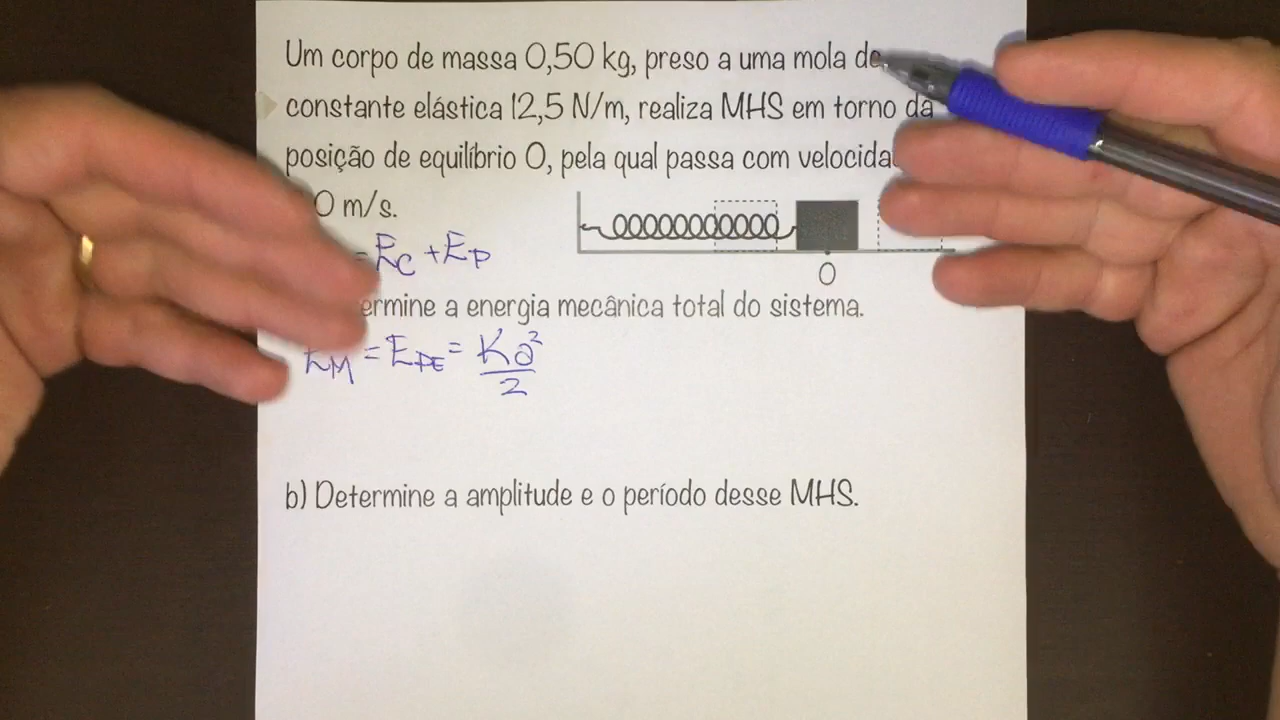 Um corpo de massa 0,50 kg, preso a uma mola de
constante elástica 12,5 N/m, realiza MHS em torno da
posição de equilíbrio O, pela qual passa com
0 m/s.
= EC + EP
O
a energia mecânica total do sistema.
EM = EPE = Ka²/2
b) Determine a amplitude e o período desse MHS.